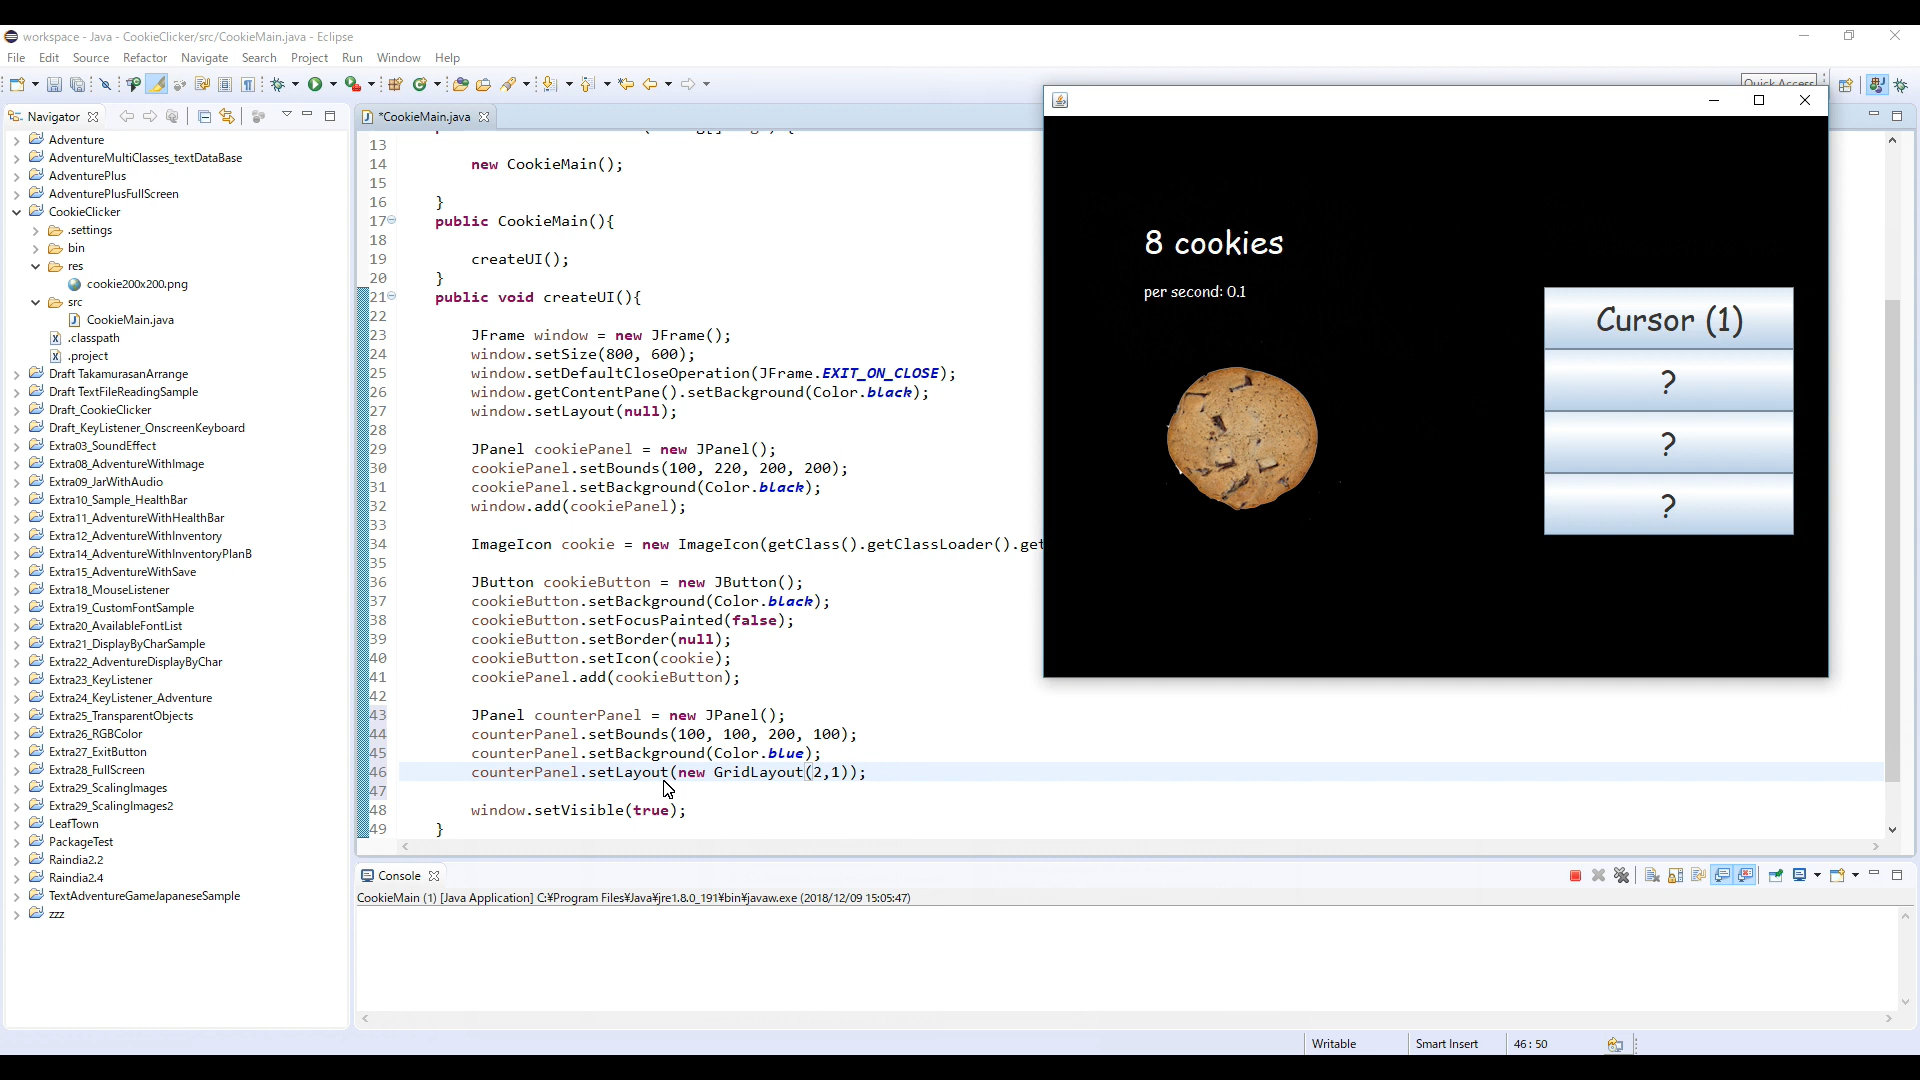 workspace - Java - CookieClicker/src/CookieMain.java - Eclipse
File Edit Source Refactor Navigate Search Project Run Window Help
Quick Access
Navigator
Adventure
AdventureMultiClasses_textDataBase
AdventurePlus
AdventurePlusFullScreen
CookieClicker
.settings
bin
res
cookie200x200.png
src
CookieMain.java
.classpath
.project
Draft TakamurasanArrange
Draft TextFileReadingSample
Draft_CookieClicker
Draft_KeyListener_OnscreenKeyboard
Extra03_SoundEffect
Extra08_AdventureWithImage
Extra09_JarWithAudio
Extra10_Sample_HealthBar
Extra11_AdventureWithHealthBar
Extra12_AdventureWithInventory
Extra14_AdventureWithInventoryPlanB
Extra15_AdventureWithSave
Extra18_MouseListener
Extra19_CustomFontSample
Extra20_AvailableFontList
Extra21_DisplayByCharSample
Extra22_AdventureDisplayByChar
Extra23_KeyListener
Extra24_KeyListener_Adventure
Extra25_TransparentObjects
Extra26_RGBColor
Extra27_ExitButton
Extra28_FullScreen
Extra29_ScalingImages
Extra29_ScalingImages2
LeafTown
PackageTest
Raindia2.2
Raindia2.4
TextAdventureGameJapaneseSample
zzz
*CookieMain.java
13
14 new CookieMain();
15
16 }
17 public CookieMain(){
18
19 createUI();
20 }
21 public void createUI(){
22
23 JFrame window = new JFrame();
24 window.setSize(800, 600);
25 window.setDefaultCloseOperation(JFrame.EXIT_ON_CLOSE);
26 window.getContentPane().setBackground(Color.black);
27 window.setLayout(null);
28
29 JPanel cookiePanel = new JPanel();
30 cookiePanel.setBounds(100, 220, 200, 200);
31 cookiePanel.setBackground(Color.black);
32 window.add(cookiePanel);
33
34 ImageIcon cookie = new ImageIcon(getClass().getClassLoader().get
35
36 JButton cookieButton = new JButton();
37 cookieButton.setBackground(Color.black);
38 cookieButton.setFocusPainted(false);
39 cookieButton.setBorder(null);
40 cookieButton.setIcon(cookie);
41 cookiePanel.add(cookieButton);
42
43 JPanel counterPanel = new JPanel();
44 counterPanel.setBounds(100, 100, 200, 100);
45 counterPanel.setBackground(Color.blue);
46 counterPanel.setLayout(new GridLayout(2,1));
47
48 window.setVisible(true);
49 }
8 cookies
per second: 0.1
Cursor (1)
?
?
?
Console
CookieMain (1) [Java Application] C:¥Program Files¥Java¥jre1.8.0_191¥bin¥javaw.exe (2018/12/09 15:05:47)
Writable Smart Insert 46 : 50